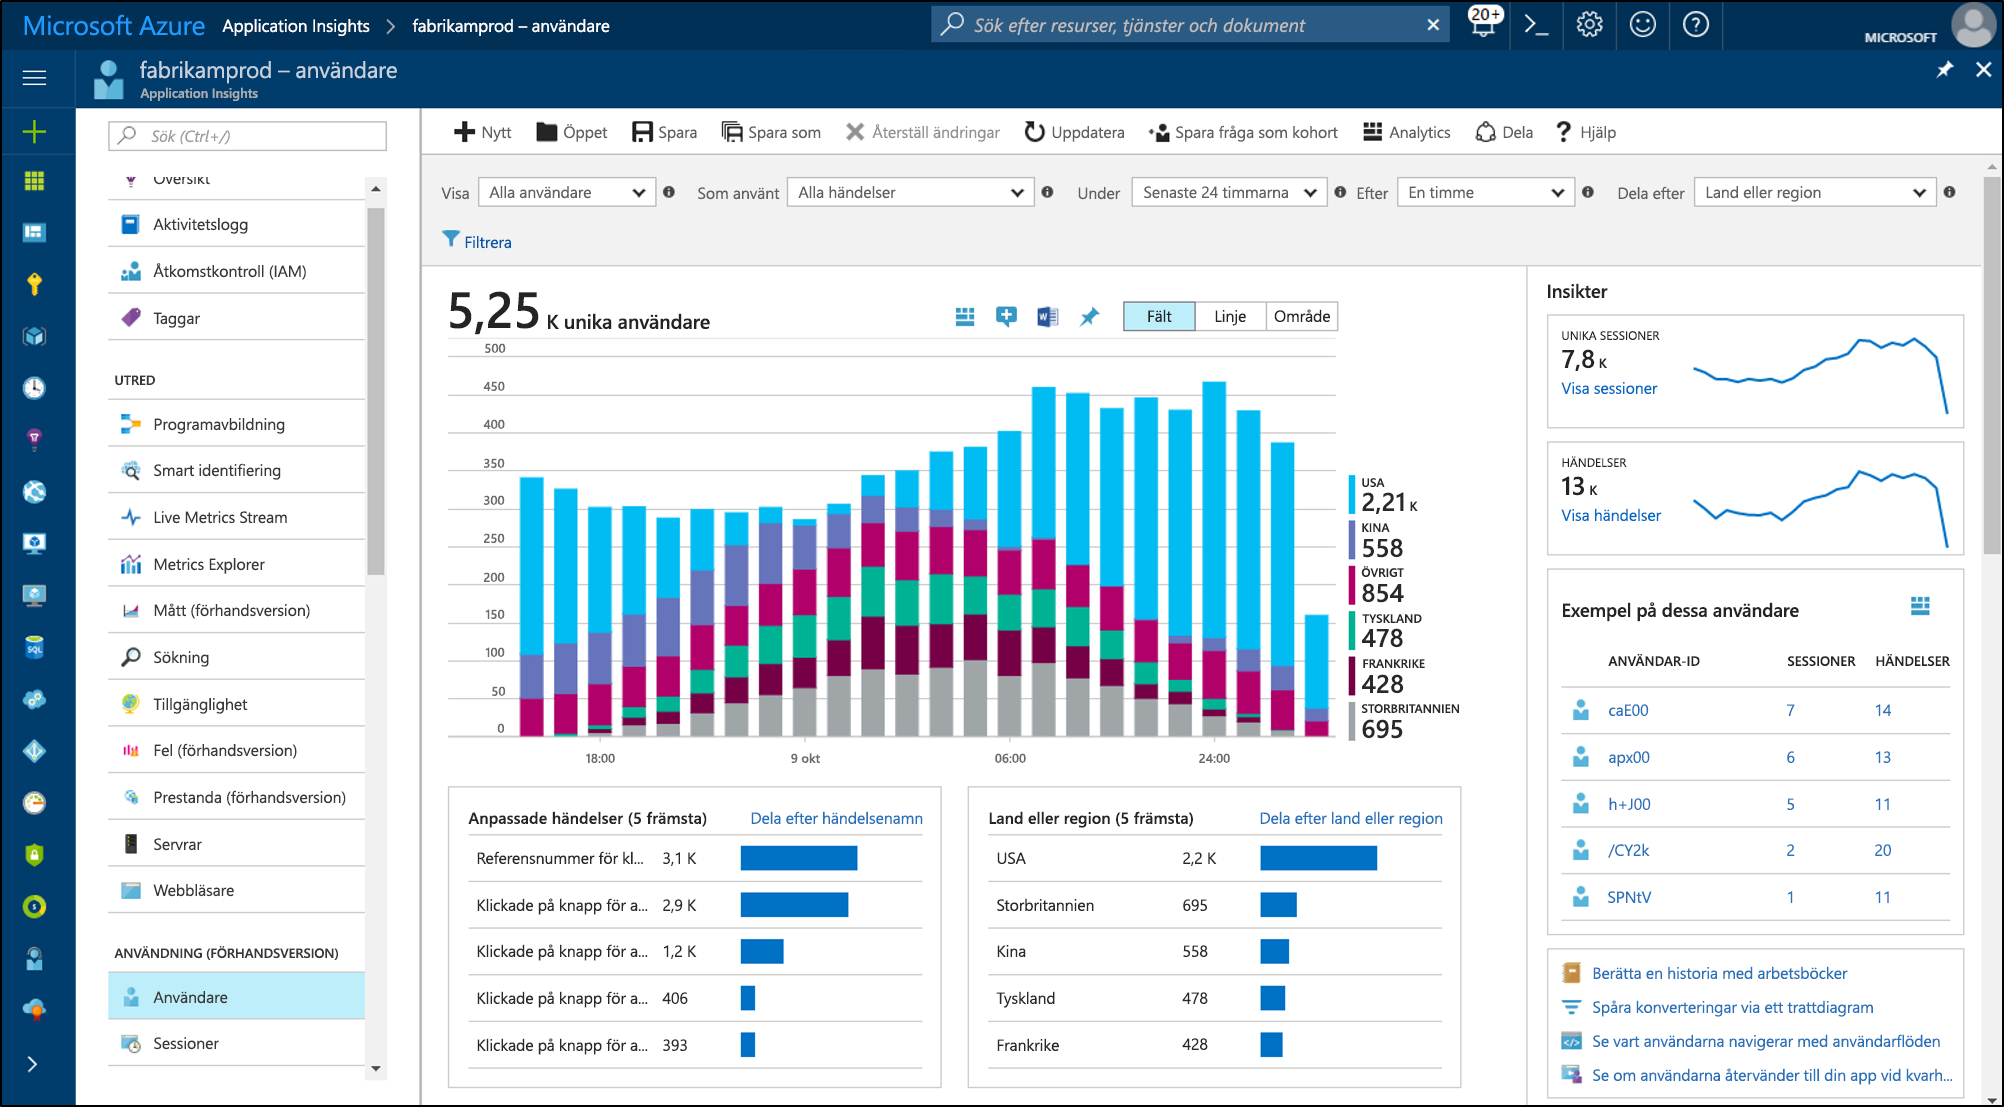 Microsoft Azure Application Insights > fabrikamprod – användare
Sök efter resurser, tjänster och dokument
20+
MICROSOFT
fabrikamprod – användare
Application Insights
Sök (Ctrl+/)
Översikt
Aktivitetslogg
Åtkomstkontroll (IAM)
Taggar
UTRED
Programavbildning
Smart identifiering
Live Metrics Stream
Metrics Explorer
Mått (förhandsversion)
Sökning
Tillgänglighet
Fel (förhandsversion)
Prestanda (förhandsversion)
Servrar
Webbläsare
ANVÄNDNING (FÖRHANDSVERSION)
Användare
Sessioner
Nytt Öppet Spara Spara som Återställ ändringar Uppdatera Spara fråga som kohort Analytics Dela Hjälp
Visa Alla användare Som använt Alla händelser Under Senaste 24 timmarna Efter En timme Dela efter Land eller region
Filtrera
5,25 K unika användare
Fält Linje Område
500
450
400
350
300
250
200
150
100
50
0
18:00 9 okt 06:00 24:00
USA
2,21 K
KINA
558
ÖVRIGT
854
TYSKLAND
478
FRANKRIKE
428
STORBRITANNIEN
695
Anpassade händelser (5 främsta) Dela efter händelsenamn
Referensnummer för kl... 3,1 K
Klickade på knapp för a... 2,9 K
Klickade på knapp för a... 1,2 K
Klickade på knapp för a... 406
Klickade på knapp för a... 393
Land eller region (5 främsta) Dela efter land eller region
USA 2,2 K
Storbritannien 695
Kina 558
Tyskland 478
Frankrike 428
Insikter
UNIKA SESSIONER
7,8 K
Visa sessioner
HÄNDELSER
13 K
Visa händelser
Exempel på dessa användare
ANVÄNDAR-ID SESSIONER HÄNDELSER
caE00 7 14
apx00 6 13
h+J00 5 11
/CY2k 2 20
SPNtV 1 11
Berätta en historia med arbetsböcker
Spåra konverteringar via ett trattdiagram
Se vart användarna navigerar med användarflöden
Se om användarna återvänder till din app vid kvarh...